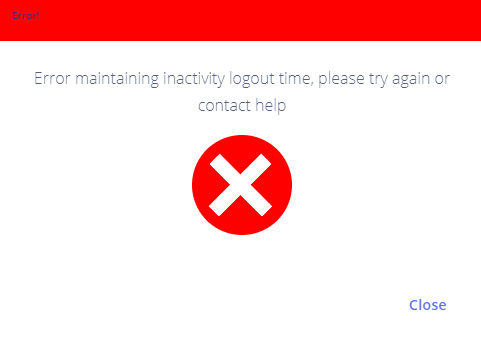 Error!
Error maintaining inactivity logout time, please try again or
contact help
Close